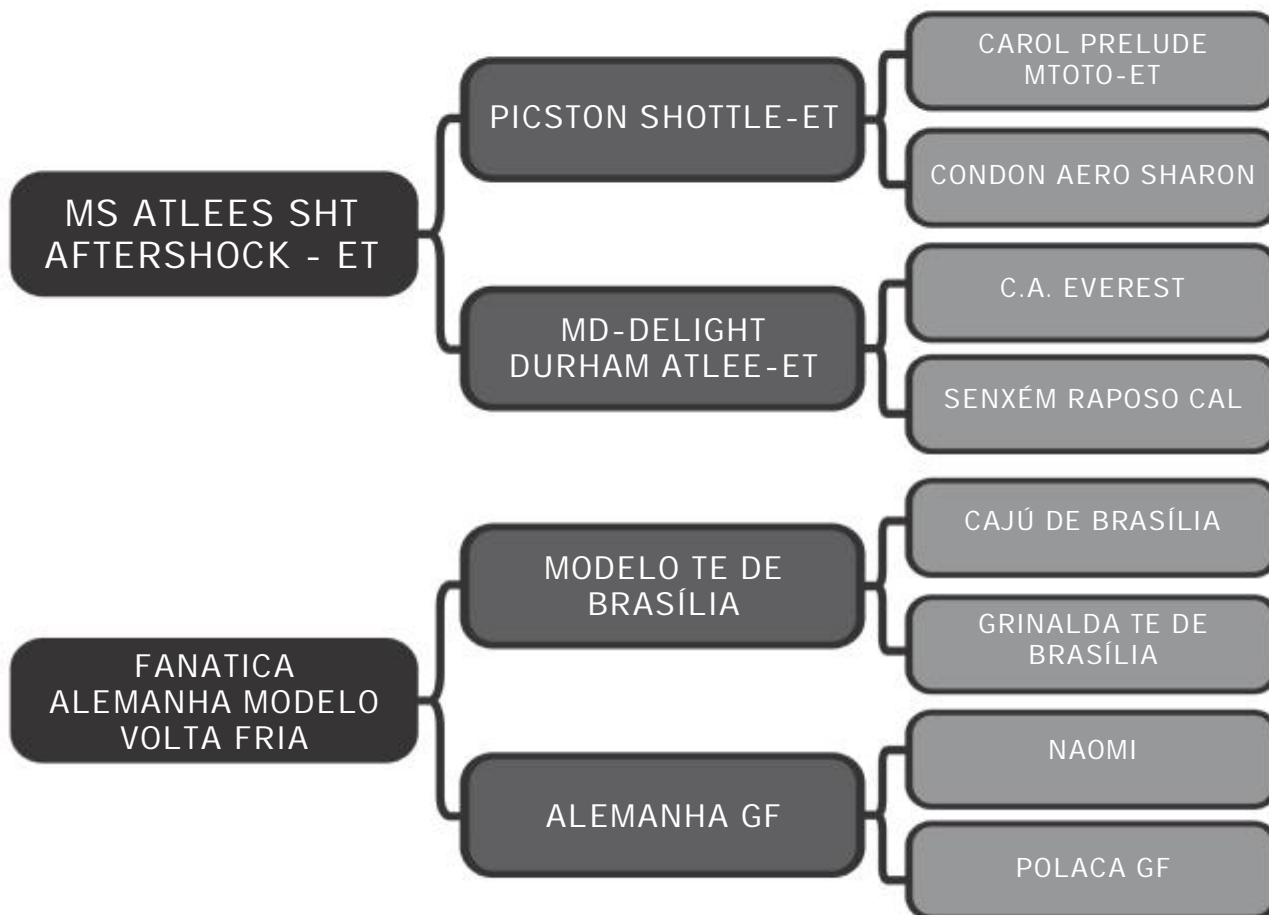 MS ATLEES SHT
AFTERSHOCK - ET
PICSTON SHOTTLE-ET
CAROL PRELUDE
MTOTO-ET
CONDON AERO SHARON
MD-DELIGHT
DURHAM ATLEE-ET
C.A. EVEREST
SENXÉM RAPOSO CAL
FANATICA
ALEMANHA MODELO
VOLTA FRIA
MODELO TE DE
BRASÍLIA
CAJÚ DE BRASÍLIA
GRINALDA TE DE
BRASÍLIA
ALEMANHA GF
NAOMI
POLACA GF